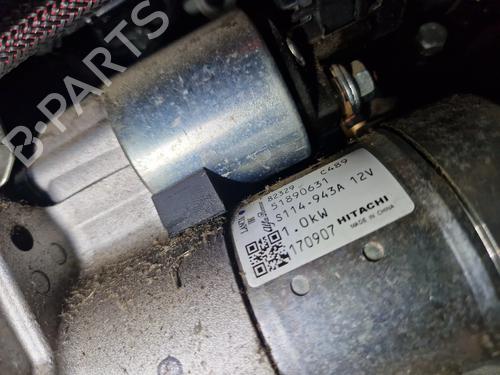 82329 C489
51890631
S114-943A 12V
1.0kW HITACHI
170907 MADE IN CHINA
B-PARTS